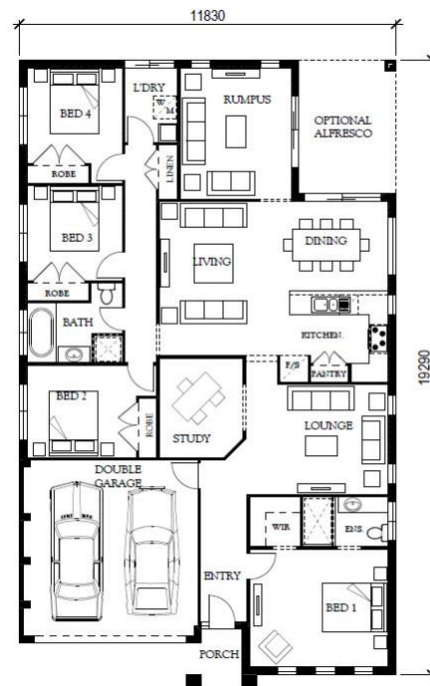 11830
L'DRY
RUMPUS
BED 4
W
M
OPTIONAL
ALFRESCO
ROBE
LINEN
BED 3
LIVING
DINING
ROBE
BATH
KITCHEN.
F/S
PANTRY
19290
BED 2
ROBE
STUDY
LOUNGE
DOUBLE
GARAGE
WIR
ENS.
ENTRY
BED 1
PORCH